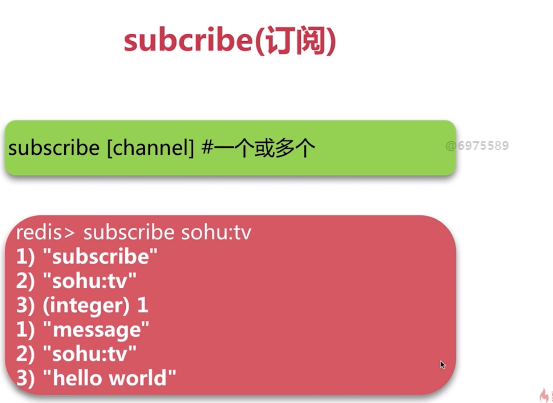 subcribe(订阅)
subscribe [channel] #一个或多个
@6975589
redis> subscribe sohu:tv
1) "subscribe"
2) "sohu:tv"
3) (integer) 1
1) "message"
2) "sohu:tv"
3) "hello world"